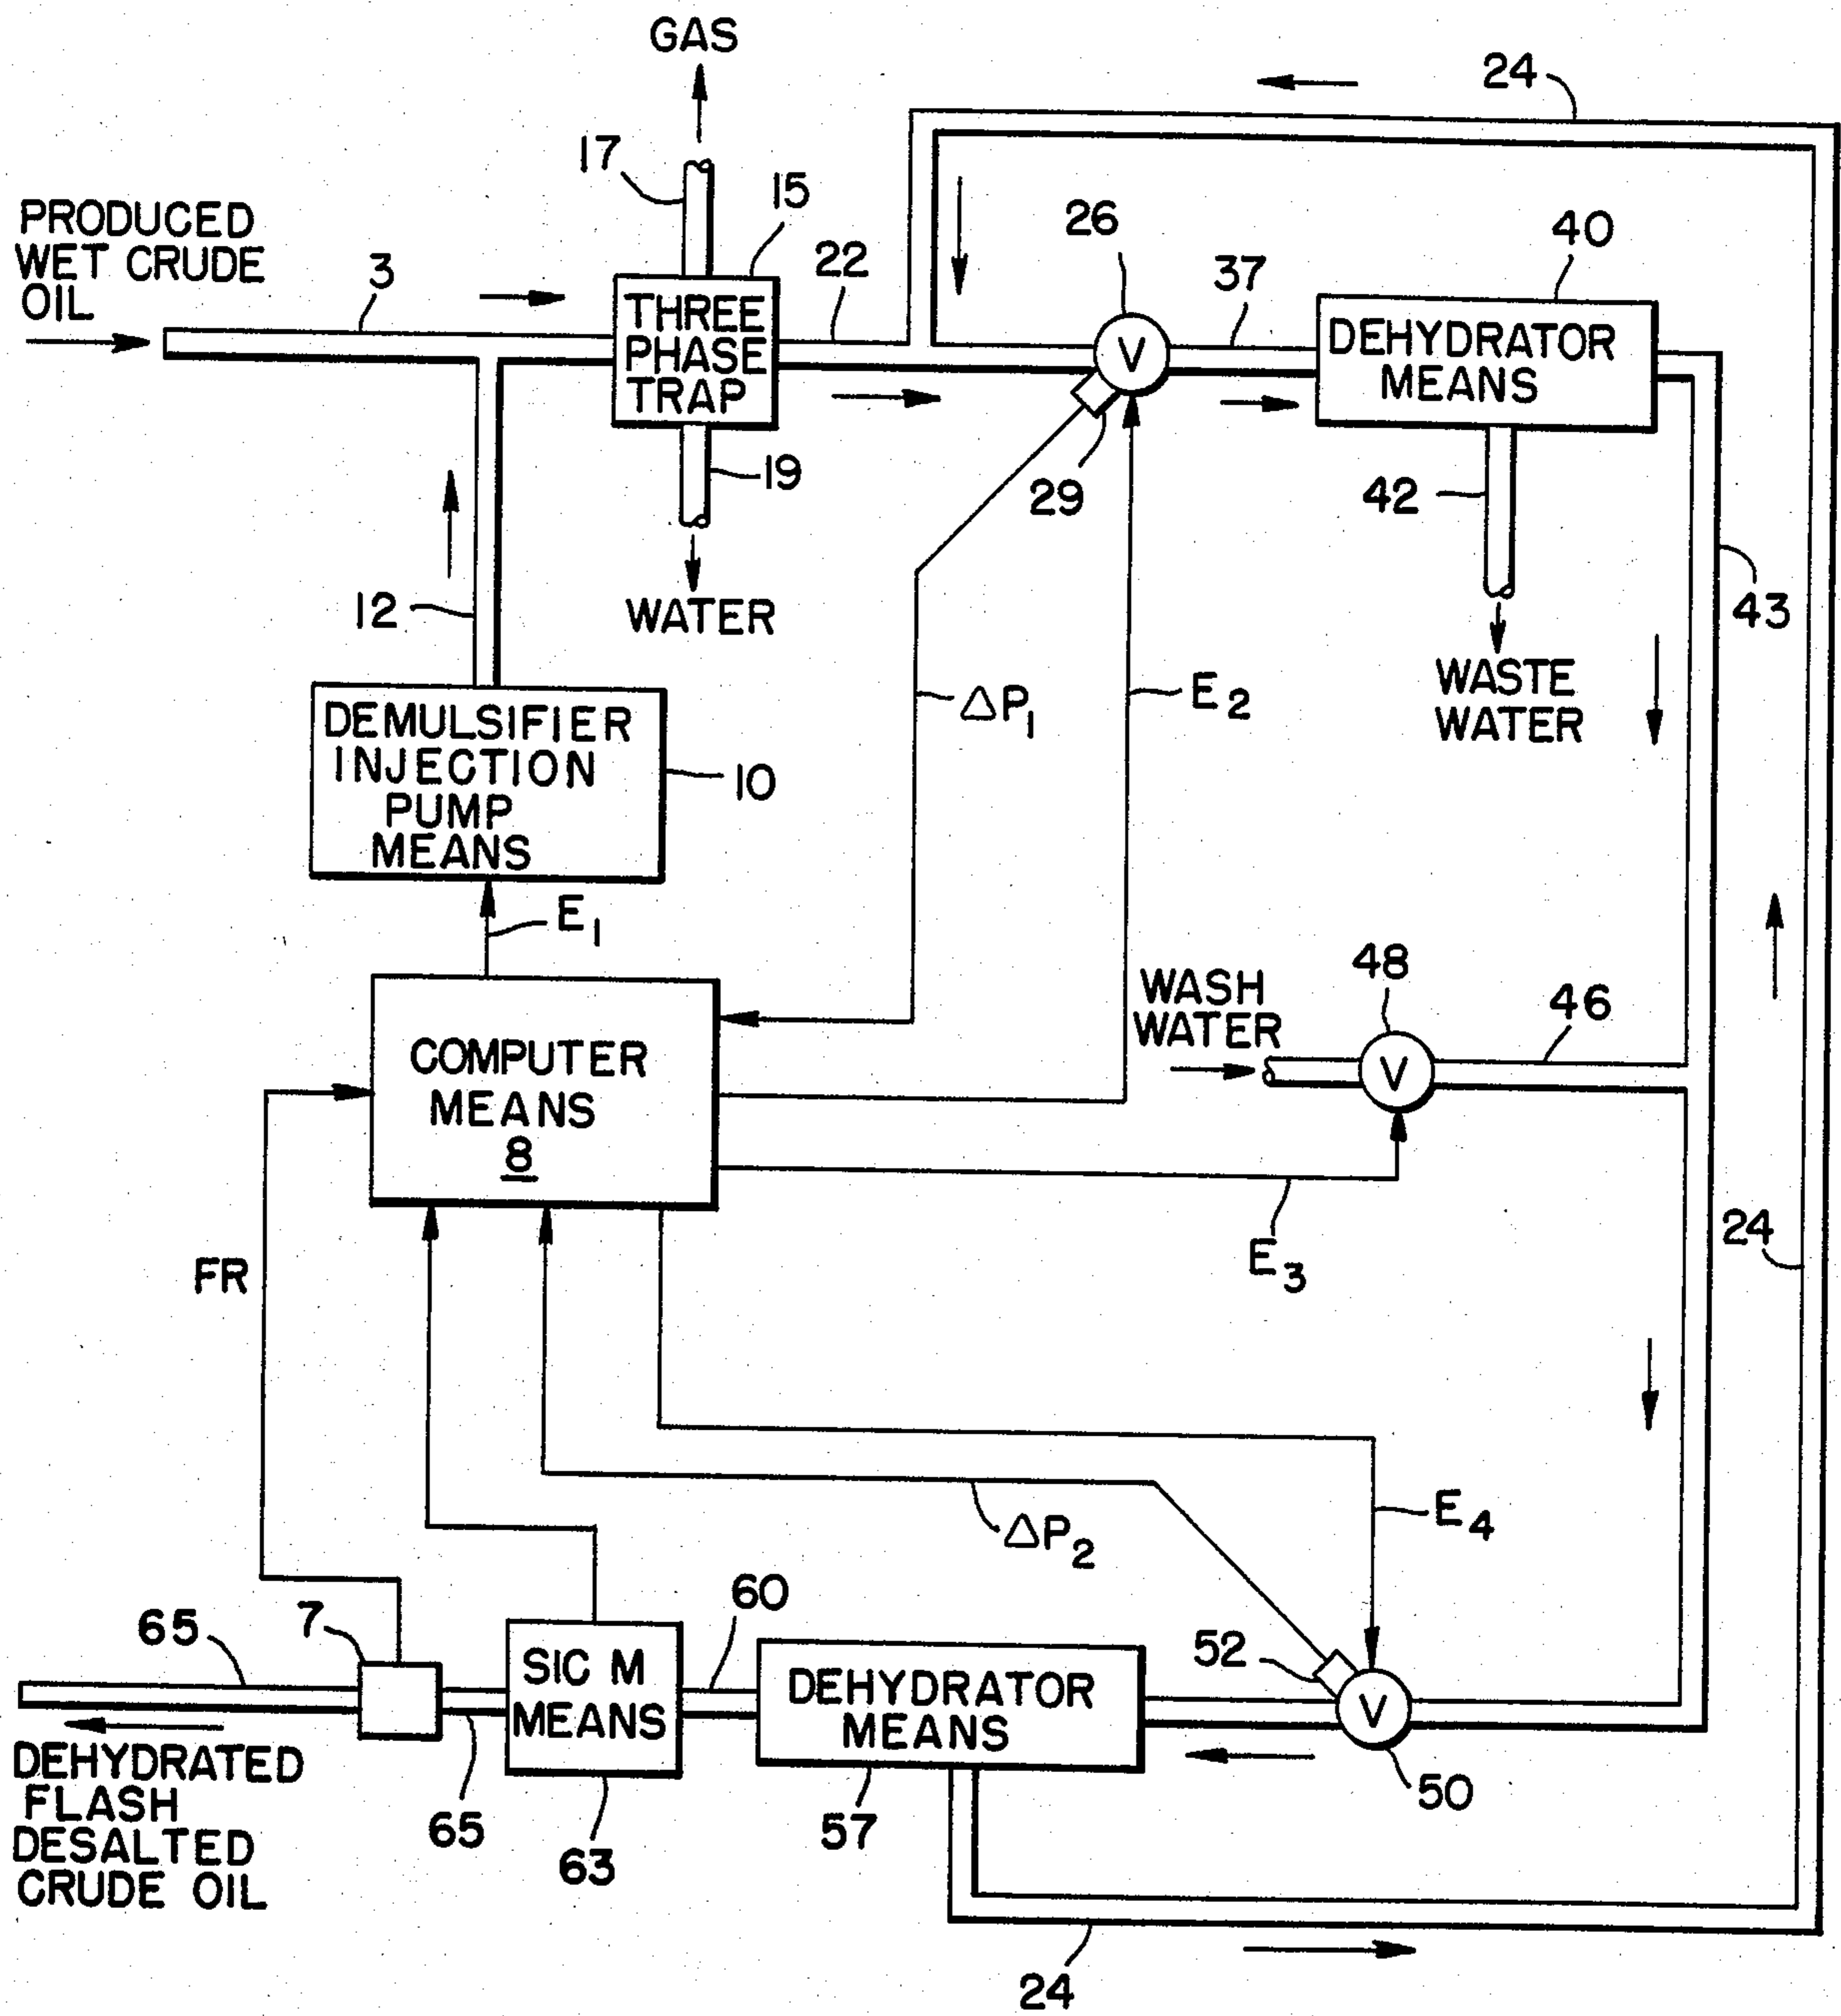 GAS
24
17
15
PRODUCED
WET CRUDE
OIL
3
22
26
37
40
THREE
PHASE
TRAP
V
DEHYDRATOR
MEANS
19
29
42
43
12
WATER
WASTE
WATER
ΔP1
E2
DEMULSIFIER
INJECTION
PUMP
MEANS
10
E1
48
WASH
WATER
46
V
COMPUTER
MEANS
8
24
E3
FR
E4
ΔP2
65
7
60
52
SIC M
MEANS
DEHYDRATOR
MEANS
V
DEHYDRATED
FLASH
DESALTED
CRUDE OIL
65
63
57
50
24